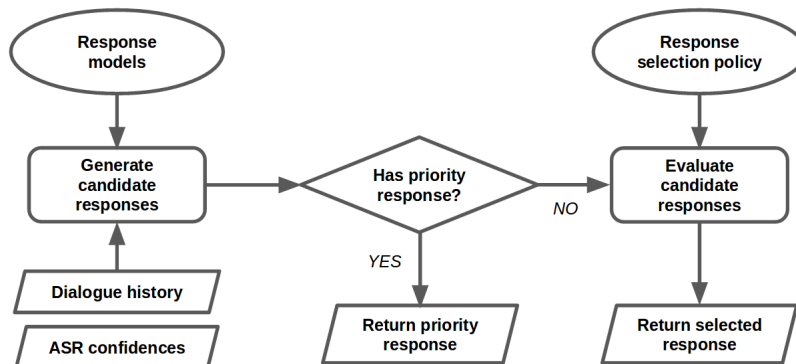 Response
models
Response
selection policy
Generate
candidate
responses
Has priority
response?
NO
Evaluate
candidate
responses
YES
Dialogue history
ASR confidences
Return priority
response
Return selected
response